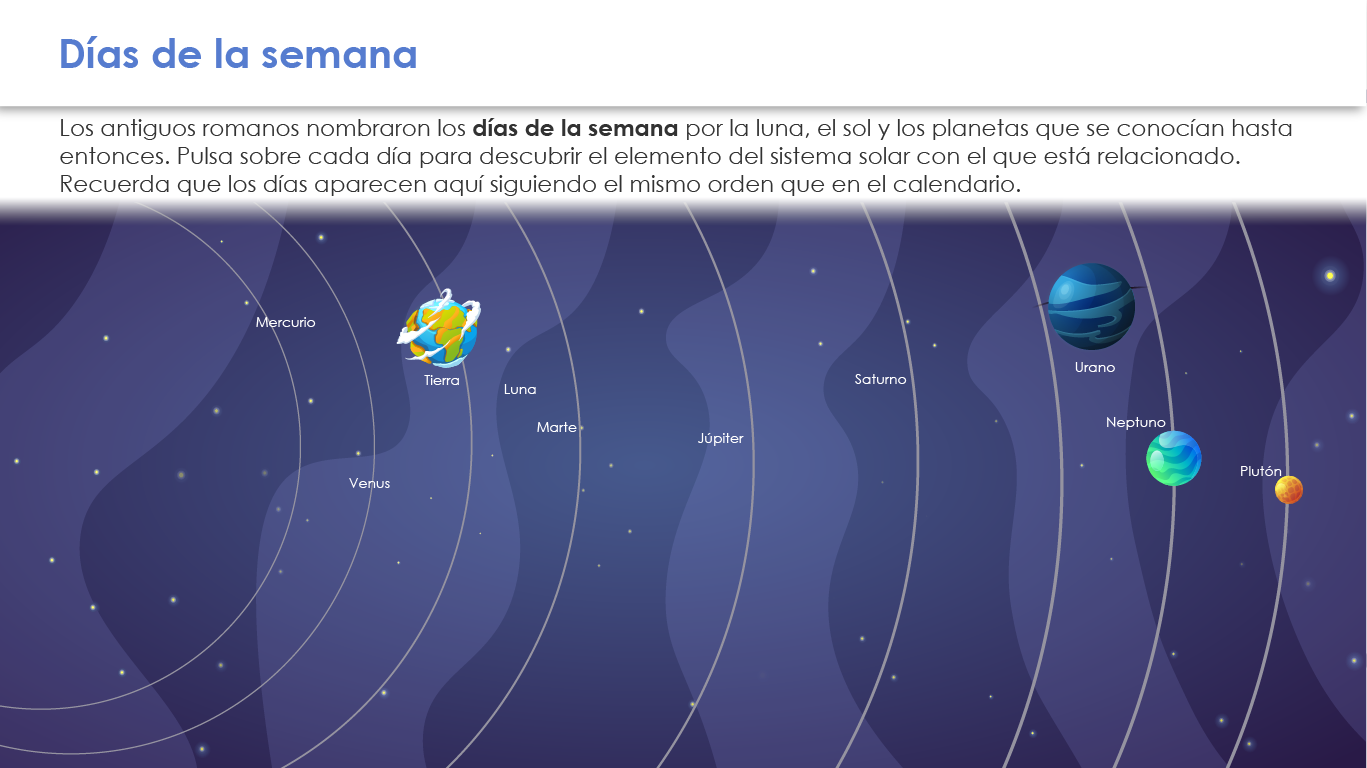 Días de la semana
Los antiguos romanos nombraron los días de la semana por la luna, el sol y los planetas que se conocían hasta
entonces. Pulsa sobre cada día para descubrir el elemento del sistema solar con el que está relacionado.
Recuerda que los días aparecen aquí siguiendo el mismo orden que en el calendario.
Mercurio
Tierra
Luna
Marte
Venus
Júpiter
Saturno
Urano
Neptuno
Plutón